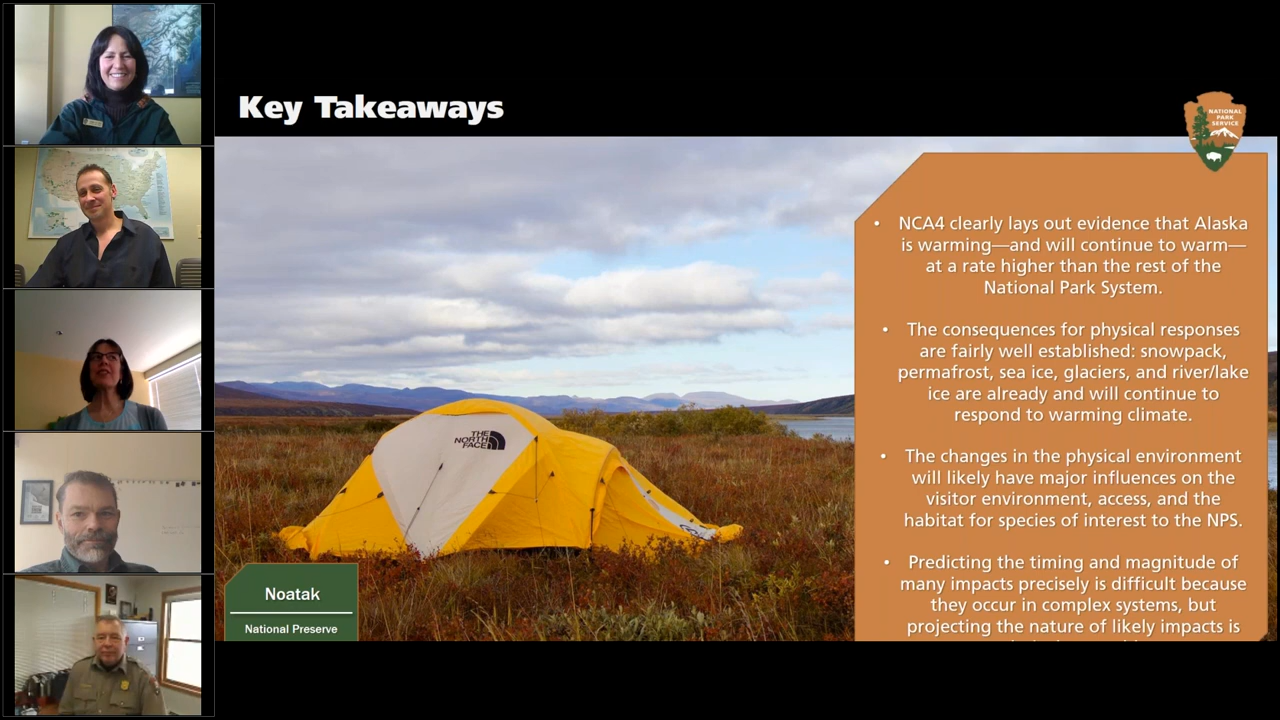 Key Takeaways
NATIONAL
PARK
SERVICE
• NCA4 clearly lays out evidence that Alaska
is warming—and will continue to warm—
at a rate higher than the rest of the
National Park System.
• The consequences for physical responses
are fairly well established: snowpack,
permafrost, sea ice, glaciers, and river/lake
ice are already and will continue to
respond to warming climate.
• The changes in the physical environment
will likely have major influences on the
visitor environment, access, and the
habitat for species of interest to the NPS.
• Predicting the timing and magnitude of
many impacts precisely is difficult because
they occur in complex systems, but
projecting the nature of likely impacts is
THE
NORTH
FACE
Noatak
National Preserve